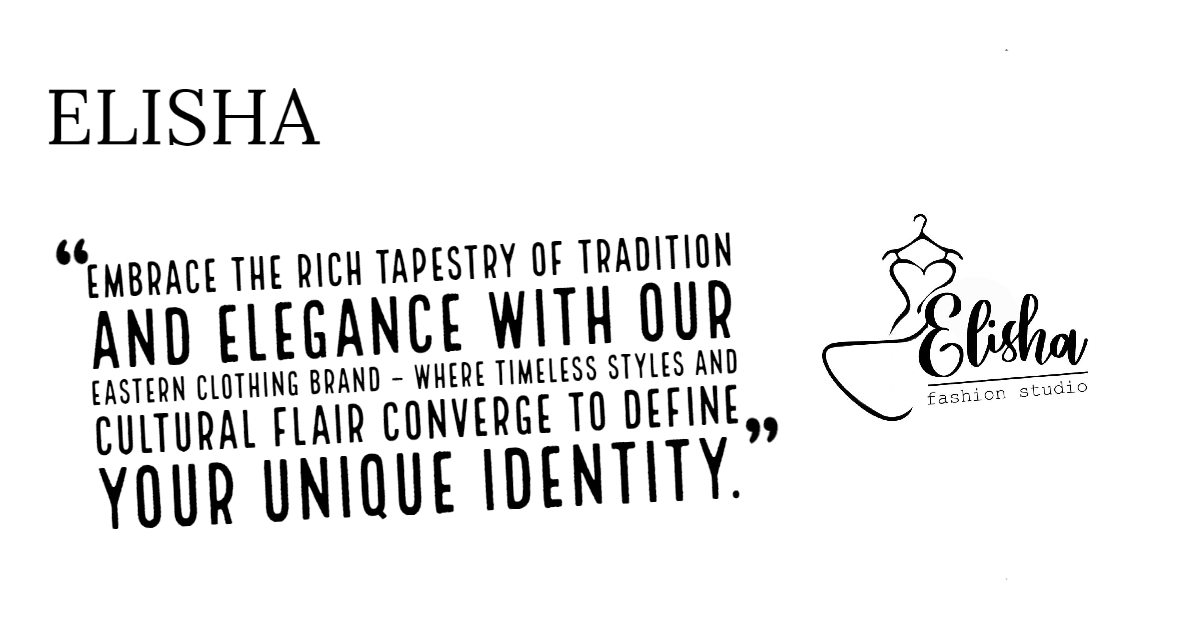 ELISHA
“EMBRACE THE RICH TAPESTRY OF TRADITION
AND ELEGANCE WITH OUR
EASTERN CLOTHING BRAND – WHERE TIMELESS STYLES AND
CULTURAL FLAIR CONVERGE TO DEFINE
YOUR UNIQUE IDENTITY.”
Elisha
fashion studio